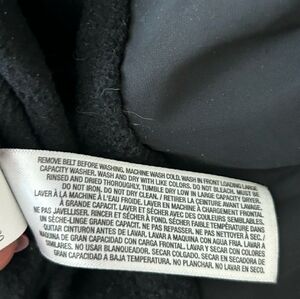 REMOVE BELT BEFORE WASHING, MACHINE WASH COLD, WASH IN FRONT LOADING LARGE
CAPACITY WASHER. WASH AND DRY WITH LIKE COLORS. DO NOT BLEACH. MUST BE
RINSED AND DRIED THOROUGHLY, TUMBLE DRY LOW IN LARGE CAPACITY DRYER.
DO NOT IRON, DO NOT DRY CLEAN / RETIRER LA CEINTURE AVANT LAVAGE.
LAVER À LA MACHINE À L'EAU FROIDE. LAVER EN MACHINE À CHARGEMENT FRONTAL
À GRANDE CAPACITÉ. LAVER ET SÉCHER AVEC DES COULEURS SEMBLABLES.
NE PAS JAVELLISER. RINCER ET SÉCHER À FOND. SÉCHER FAIBLE TEMPÉRATURE DANS
UN SÈCHE-LINGE GRANDE CAPACITÉ. NE PAS REPASSER. NE PAS NETTOYER À SEC /
QUITAR CINTURÓN ANTES DE LAVAR. LAVAR A MAQUINA CON AGUA FRIA. LAVAR EN
MAQUINA DE GRAN CAPACIDAD CON CARGA FRONTAL. LAVAR Y SECAR CON COLORES
SIMILARES. NO USAR BLANQUEADOR. SECAR COLGADO. SECAR EN SECADORA DE
GRAN CAPACIDAD A BAJA TEMPERATURA, NO PLANCHAR, NO LAVAR EN SECO.